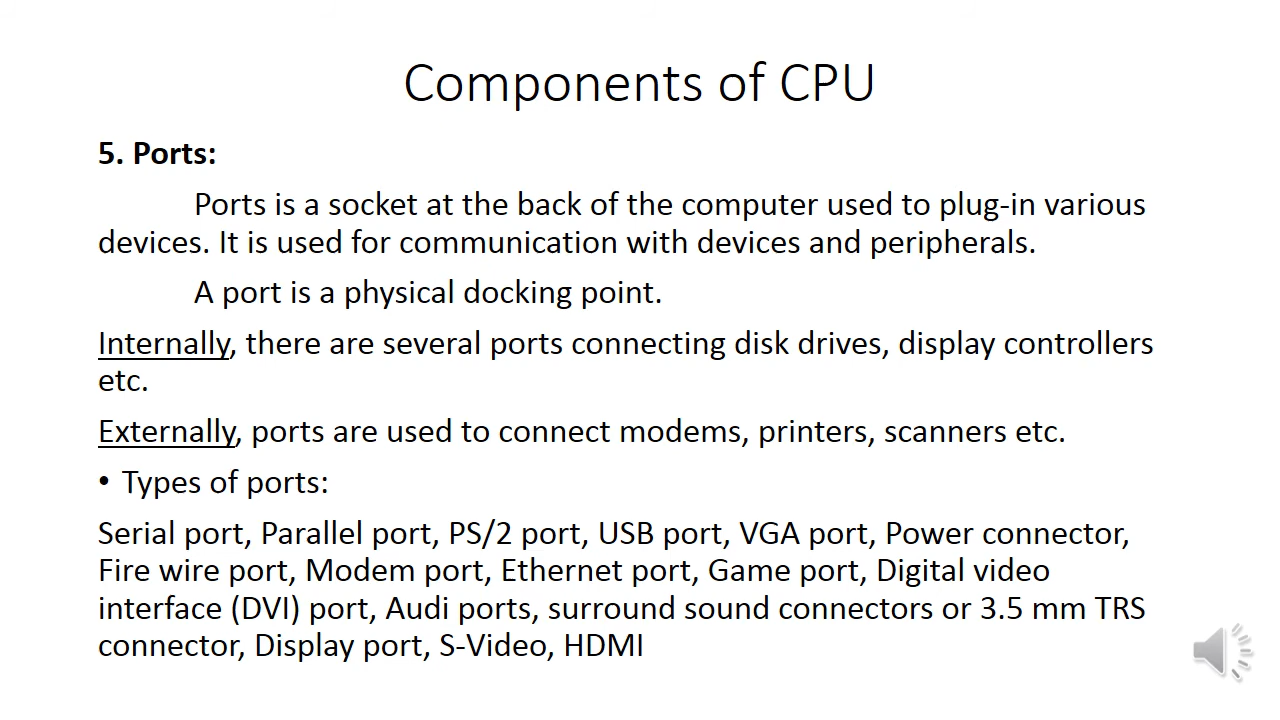 Components of CPU
5. Ports:
Ports is a socket at the back of the computer used to plug-in various
devices. It is used for communication with devices and peripherals.
A port is a physical docking point.
Internally, there are several ports connecting disk drives, display controllers
etc.
Externally, ports are used to connect modems, printers, scanners etc.
• Types of ports:
Serial port, Parallel port, PS/2 port, USB port, VGA port, Power connector,
Fire wire port, Modem port, Ethernet port, Game port, Digital video
interface (DVI) port, Audi ports, surround sound connectors or 3.5 mm TRS
connector, Display port, S-Video, HDMI